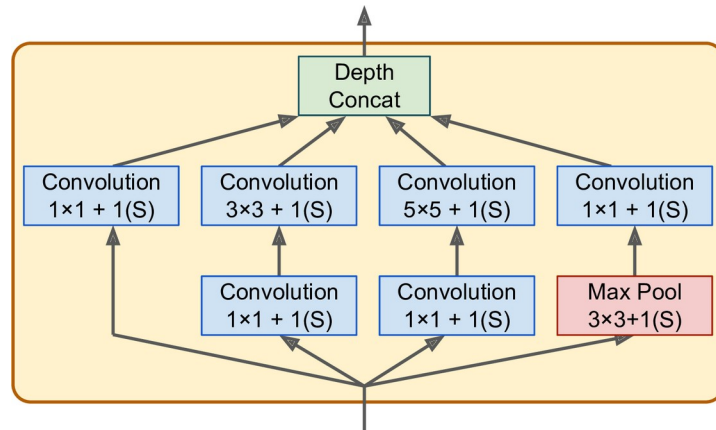 Depth
Concat
Convolution
1×1 + 1(S)
Convolution
3×3 + 1(S)
Convolution
5×5 + 1(S)
Convolution
1×1 + 1(S)
Convolution
1×1 + 1(S)
Convolution
1×1 + 1(S)
Max Pool
3×3+1(S)